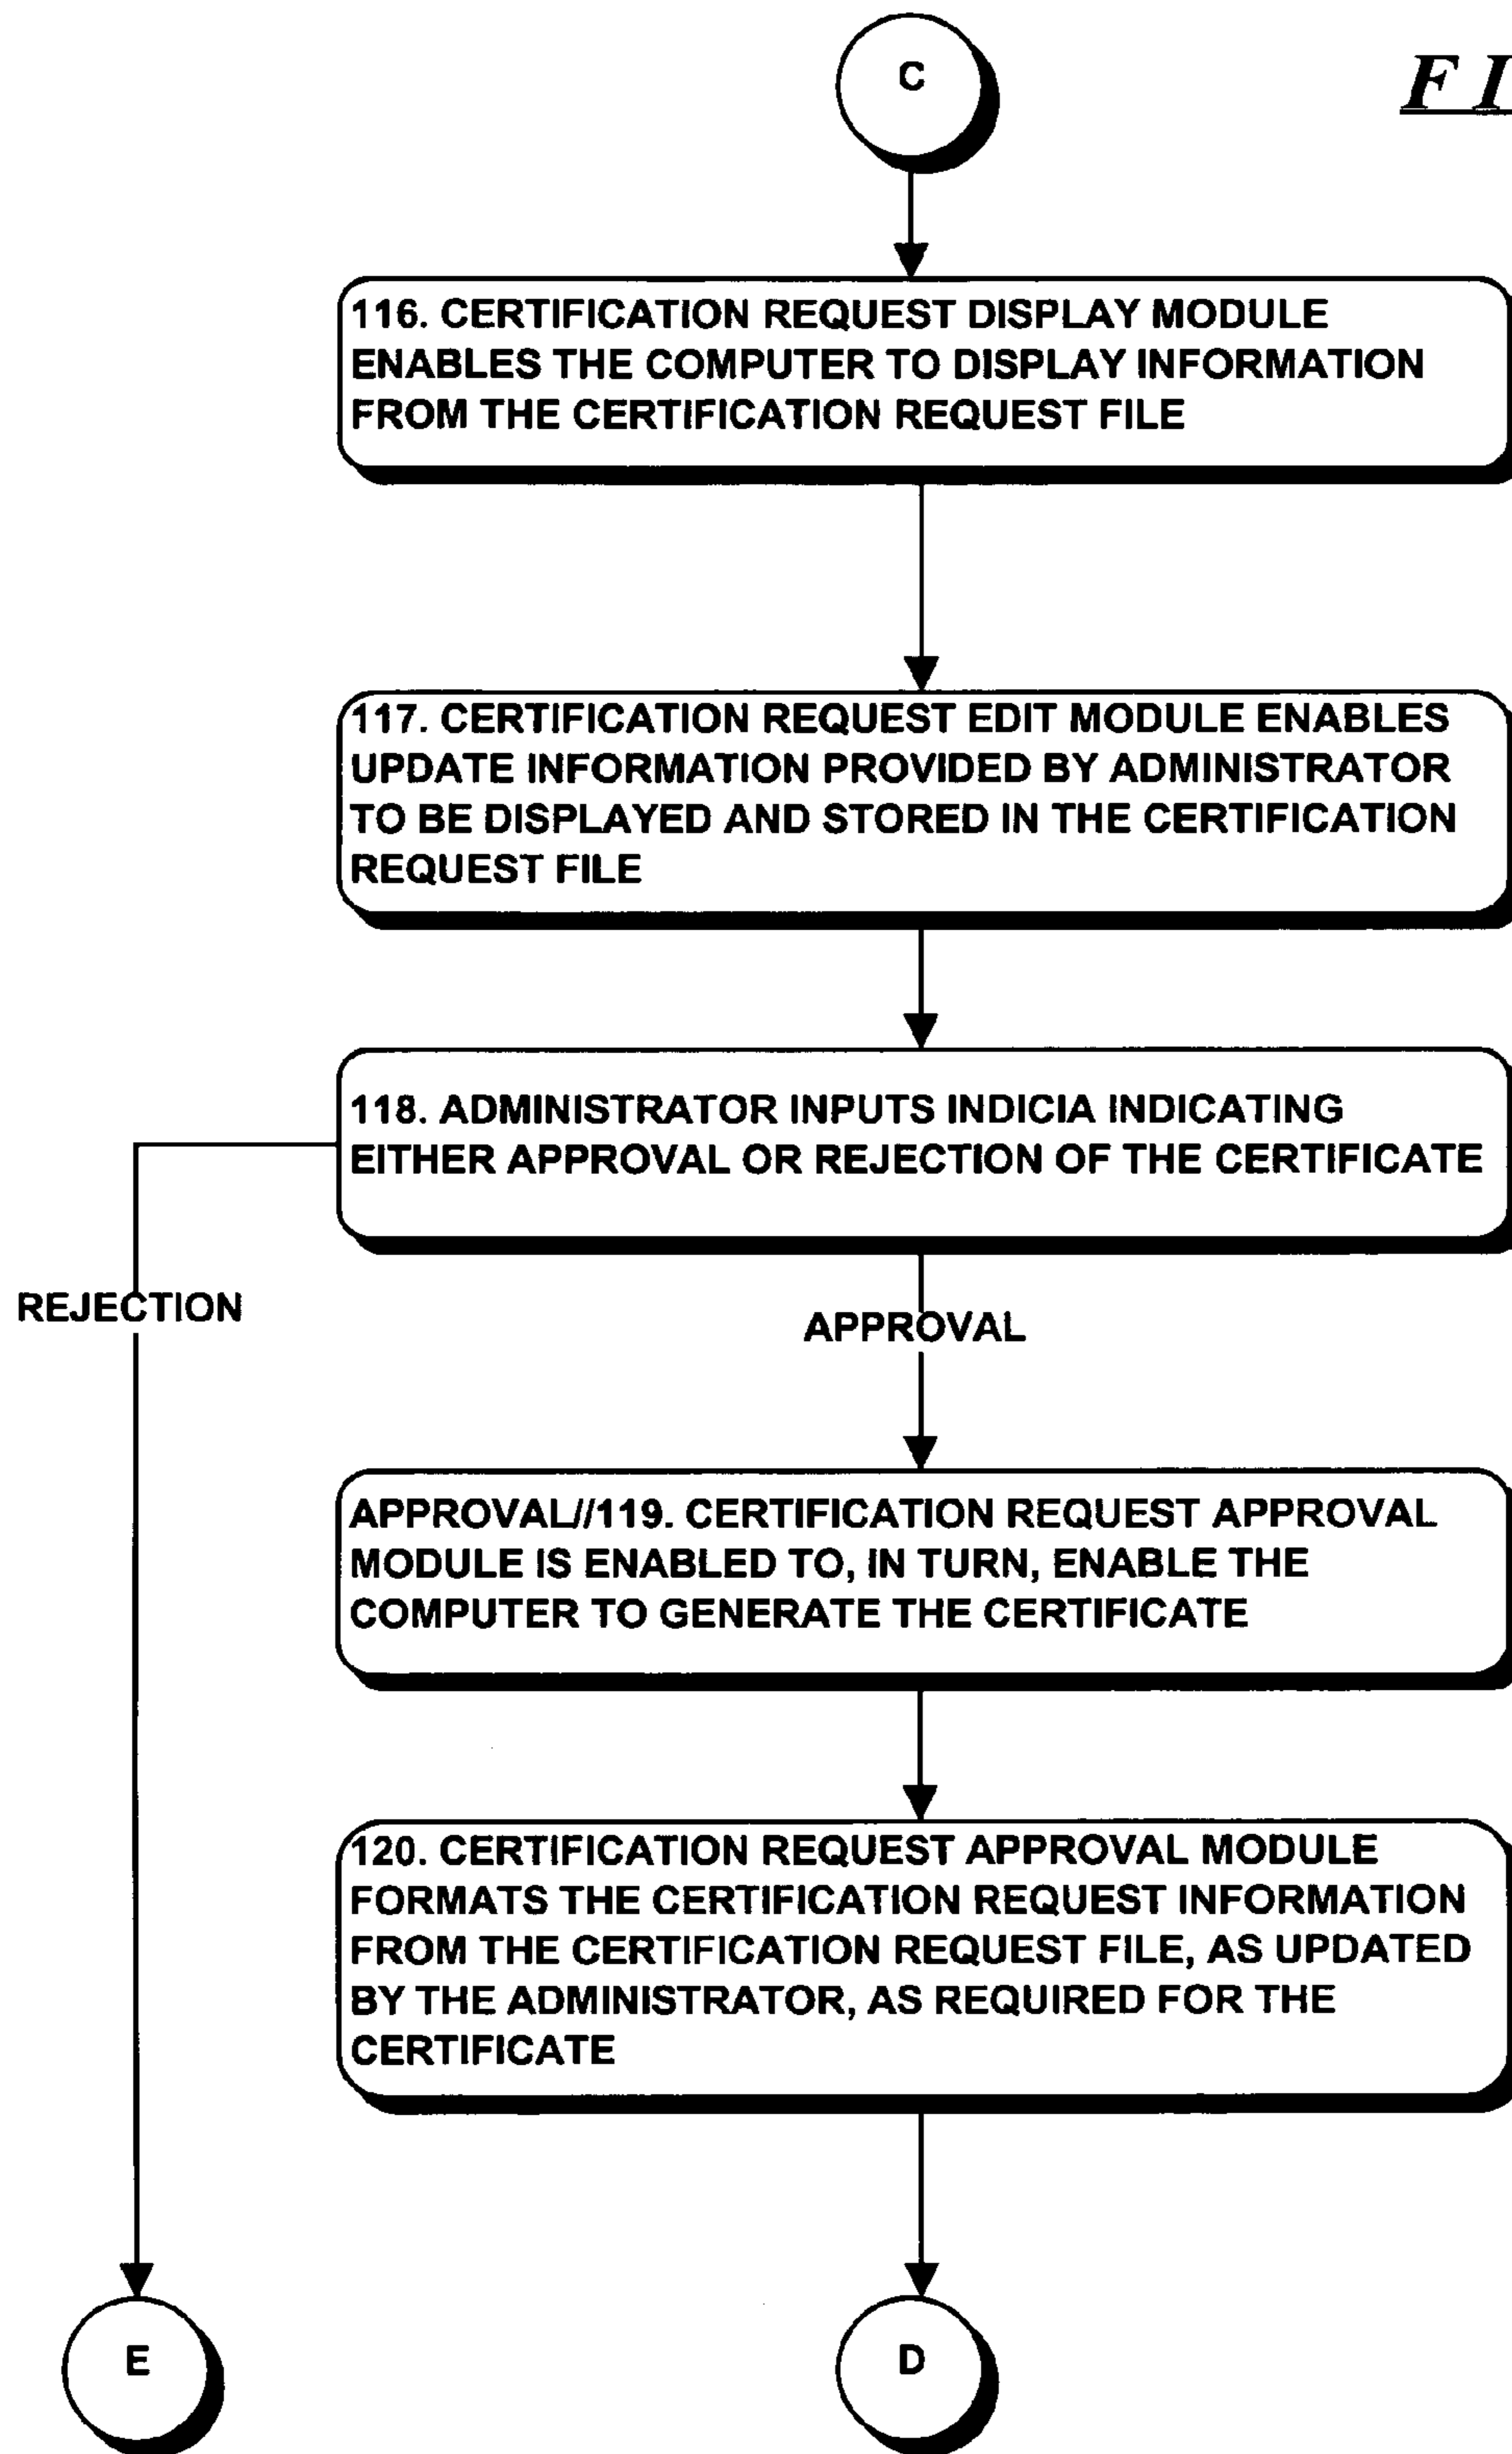 C
F I
116. CERTIFICATION REQUEST DISPLAY MODULE
ENABLES THE COMPUTER TO DISPLAY INFORMATION
FROM THE CERTIFICATION REQUEST FILE
117. CERTIFICATION REQUEST EDIT MODULE ENABLES
UPDATE INFORMATION PROVIDED BY ADMINISTRATOR
TO BE DISPLAYED AND STORED IN THE CERTIFICATION
REQUEST FILE
118. ADMINISTRATOR INPUTS INDICIA INDICATING
EITHER APPROVAL OR REJECTION OF THE CERTIFICATE
REJECTION
APPROVAL
APPROVAL//119. CERTIFICATION REQUEST APPROVAL
MODULE IS ENABLED TO, IN TURN, ENABLE THE
COMPUTER TO GENERATE THE CERTIFICATE
120. CERTIFICATION REQUEST APPROVAL MODULE
FORMATS THE CERTIFICATION REQUEST INFORMATION
FROM THE CERTIFICATION REQUEST FILE, AS UPDATED
BY THE ADMINISTRATOR, AS REQUIRED FOR THE
CERTIFICATE
E
D